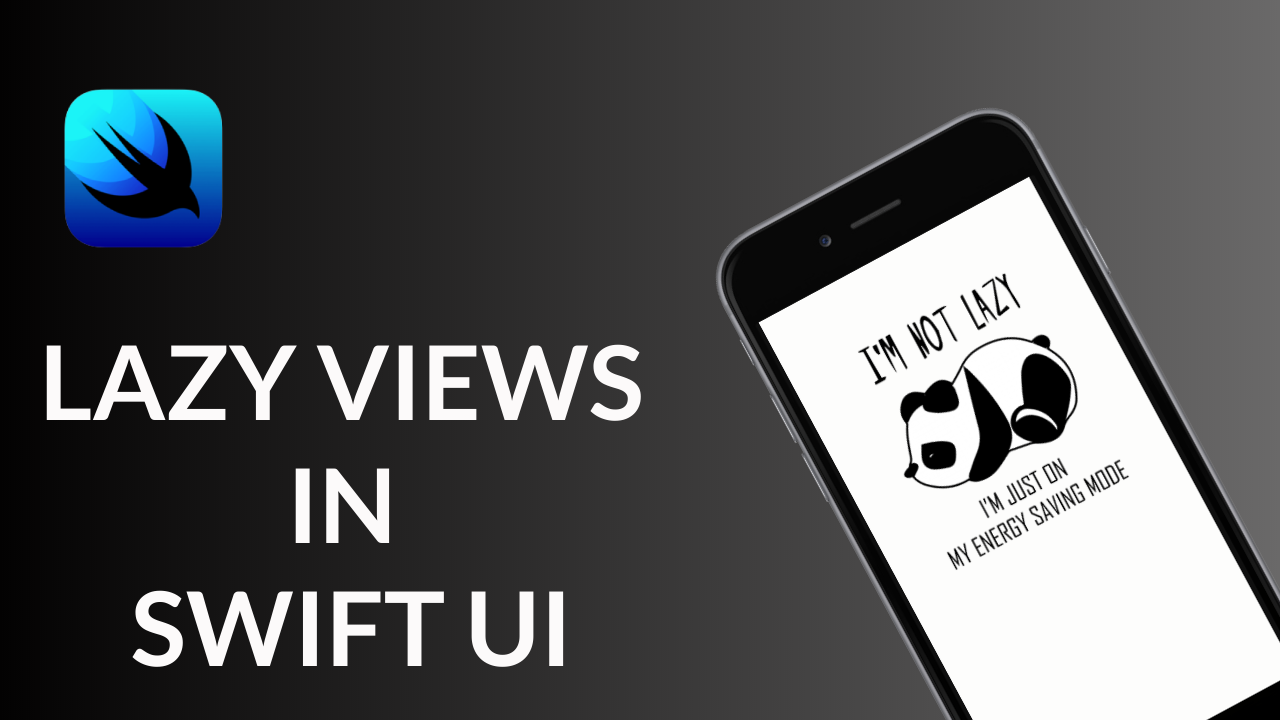 LAZY VIEWS
IN
SWIFT UI
I'M NOT LAZY
I'M JUST ON
MY ENERGY SAVING MODE